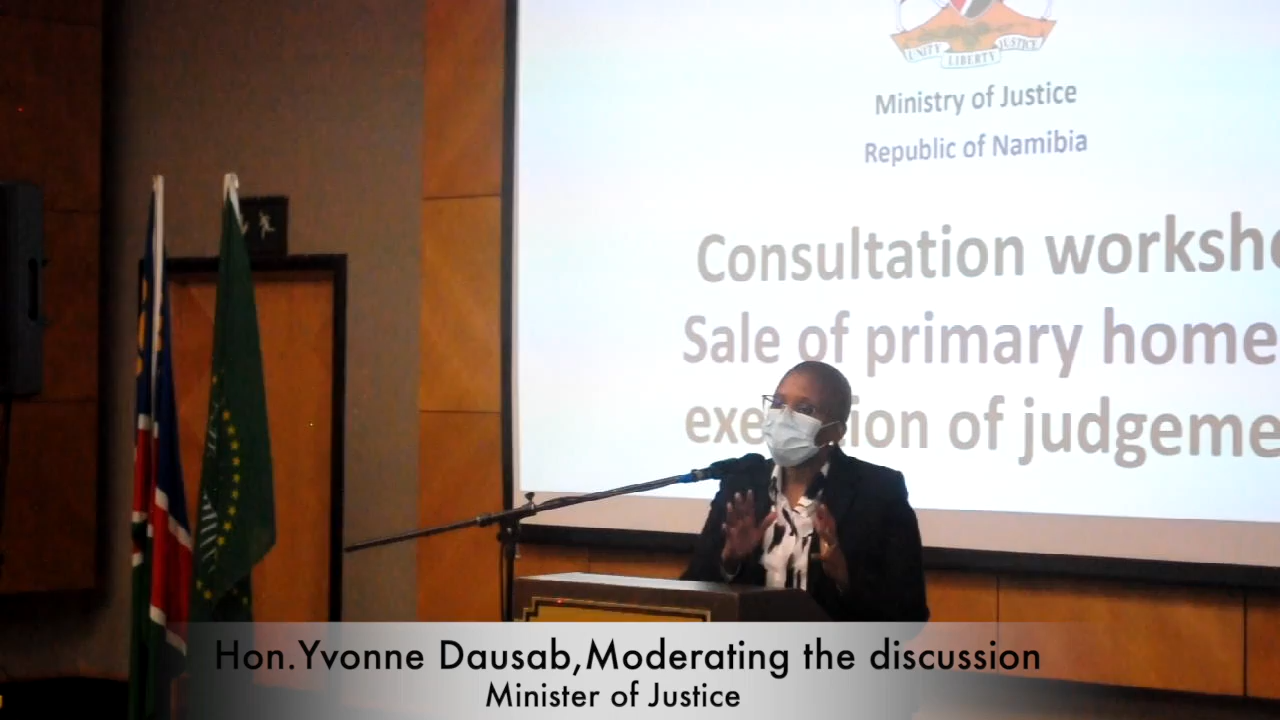 UNITY LIBERTY JUSTICE
Ministry of Justice
Republic of Namibia
Consultation worksh
Sale of primary home
exe ion of judgeme
Hon.Yvonne Dausab,Moderating the discussion
Minister of Justice